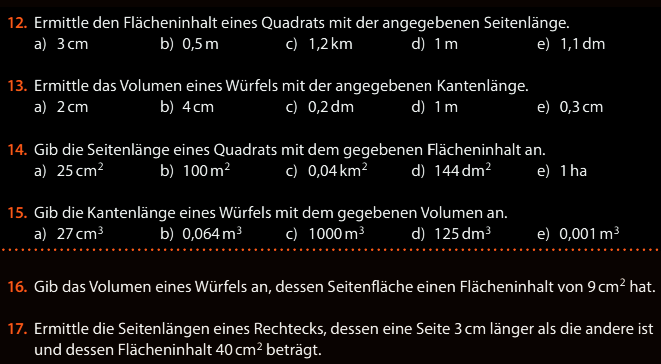 12. Ermittle den Flächeninhalt eines Quadrats mit der angegebenen Seitenlänge.
a) 3 cm b) 0,5 m c) 1,2 km d) 1 m e) 1,1 dm
13. Ermittle das Volumen eines Würfels mit der angegebenen Kantenlänge.
a) 2 cm b) 4 cm c) 0,2 dm d) 1 m e) 0,3 cm
14. Gib die Seitenlänge eines Quadrats mit dem gegebenen Flächeninhalt an.
a) 25 cm² b) 100 m² c) 0,04 km² d) 144 dm² e) 1 ha
15. Gib die Kantenlänge eines Würfels mit dem gegebenen Volumen an.
a) 27 cm³ b) 0,064 m³ c) 1000 m³ d) 125 dm³ e) 0,001 m³
16. Gib das Volumen eines Würfels an, dessen Seitenfläche einen Flächeninhalt von 9 cm² hat.
17. Ermittle die Seitenlängen eines Rechtecks, dessen eine Seite 3 cm länger als die andere ist
und dessen Flächeninhalt 40 cm² beträgt.